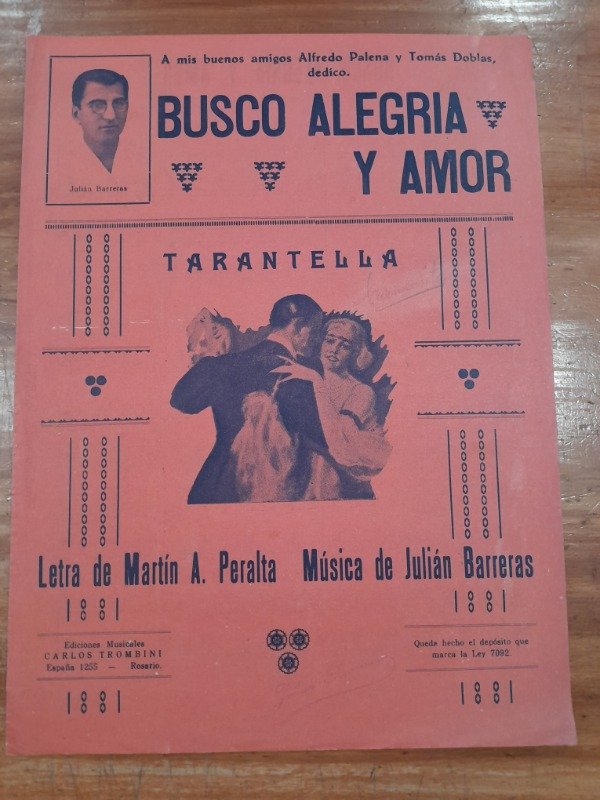 A mis buenos amigos Alfredo Palena y Tomás Doblas,
dedico.
BUSCO ALEGRIA
Y AMOR
Julián Barreras
TARANTELLA
Letra de Martín A. Peralta Música de Julián Barreras
Ediciones Musicales
CARLOS TROMBINI
España 1255 — Rosario.
Queda hecho el depósito que
marca la Ley 7092.